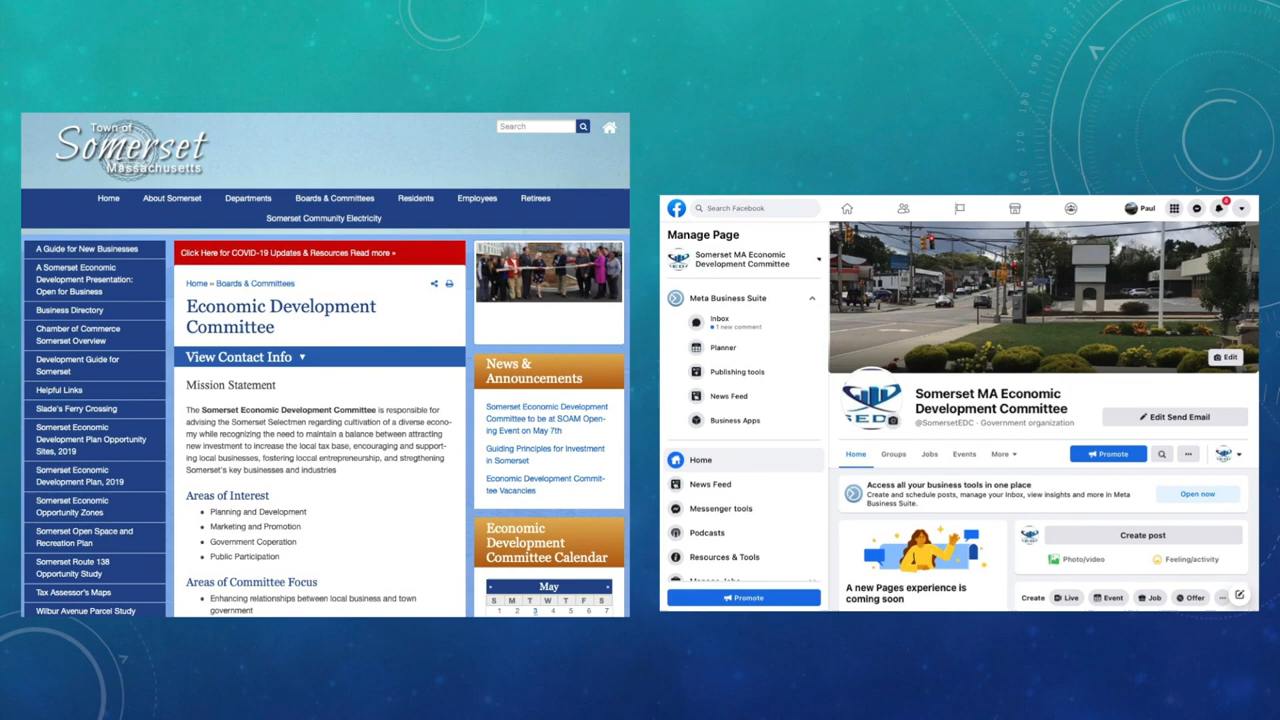 Town of
Somerset
Massachusetts
Search
Home
About Somerset
Departments
Boards & Committees
Residents
Employees
Retirees
Somerset Community Electricity
A Guide for New Businesses
A Somerset Economic
Development Presentation:
Open for Business
Business Directory
Chamber of Commerce
Somerset Overview
Development Guide for
Somerset
Helpful Links
Slade's Ferry Crossing
Somerset Economic
Development Plan Opportunity
Sites, 2019
Somerset Economic
Development Plan, 2019
Somerset Economic
Opportunity Zones
Somerset Open Space and
Recreation Plan
Somerset Route 138
Opportunity Study
Tax Assessor's Maps
Wilbur Avenue Parcel Study
Click Here for COVID-19 Updates & Resources Read more »
Home » Boards & Committees
Economic Development
Committee
View Contact Info ▼
Mission Statement
The Somerset Economic Development Committee is responsible for
advising the Somerset Selectmen regarding cultivation of a diverse econo-
my while recognizing the need to maintain a balance between attracting
new investment to increase the local tax base, encouraging and support-
ing local businesses, fostering loccal entrepreneurship, and stregthening
Somerset's key businesses and industries
Areas of Interest
• Planning and Development
• Marketing and Promotion
• Government Coperation
• Public Participation
Areas of Committee Focus
• Enhancing relationships between local business and town
government
News &
Announcements
Somerset Economic Development
Committee to be at SOAM Open-
ing Event on May 7th
Guiding Principles for Investment
in Somerset
Economic Development Commit-
tee Vacancies
Economic
Development
Committee Calendar
« May »
S M T W T F S
1 2 3 4 5 6 7
Search Facebook
Paul
Manage Page
Somerset MA Economic
Development Committee
Meta Business Suite
Inbox
1 new comment
Planner
Publishing tools
News Feed
Business Apps
Home
News Feed
Messenger tools
Podcasts
Resources & Tools
Manage Jobs
Promote
Edit
EDC
Somerset MA Economic
Development Committee
@SomersetEDC · Government organization
Edit Send Email
Home
Groups
Jobs
Events
More
Promote
Access all your business tools in one place
Create and schedule posts, manage your Inbox, view insights and more in Meta
Business Suite.
Open now
A new Pages experience is
coming soon
Create post
Photo/video
Feeling/activity
Create
Live
Event
Job
Offer